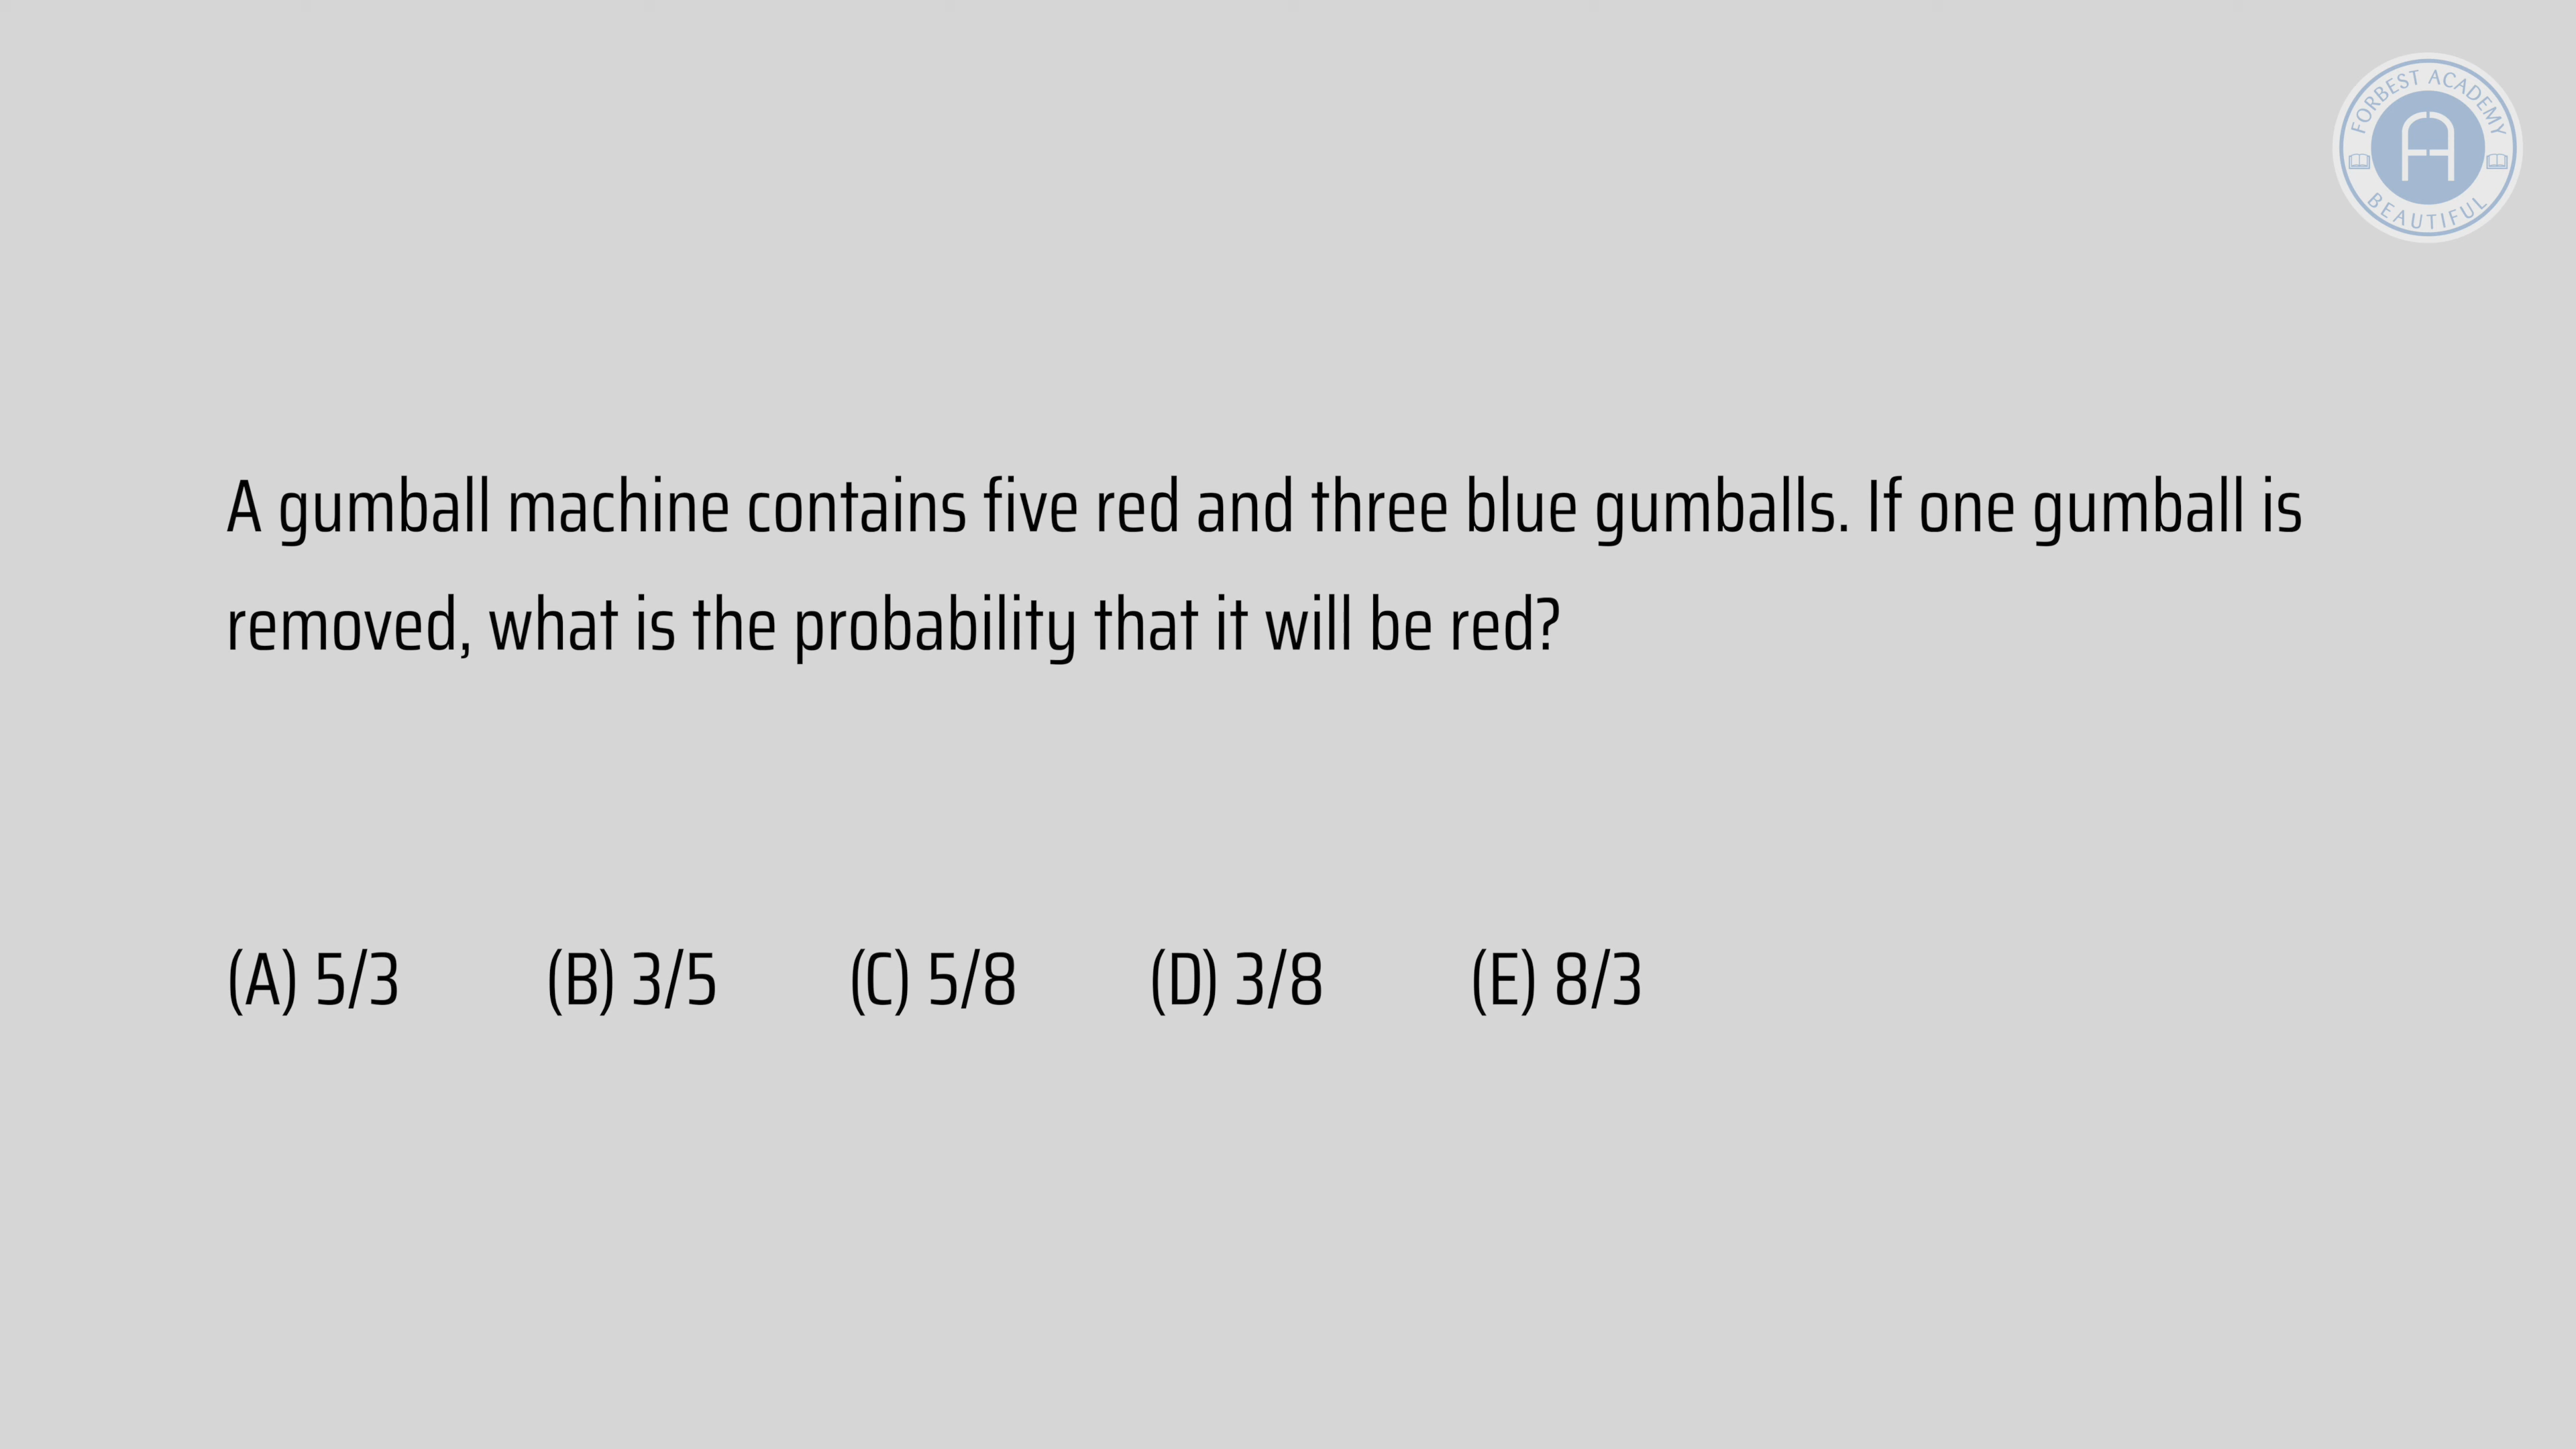 FORBEST ACADEMY
A
BEAUTIFUL
A gumball machine contains five red and three blue gumballs. If one gumball is
removed, what is the probability that it will be red?
(A) 5/3 (B) 3/5 (C) 5/8 (D) 3/8 (E) 8/3